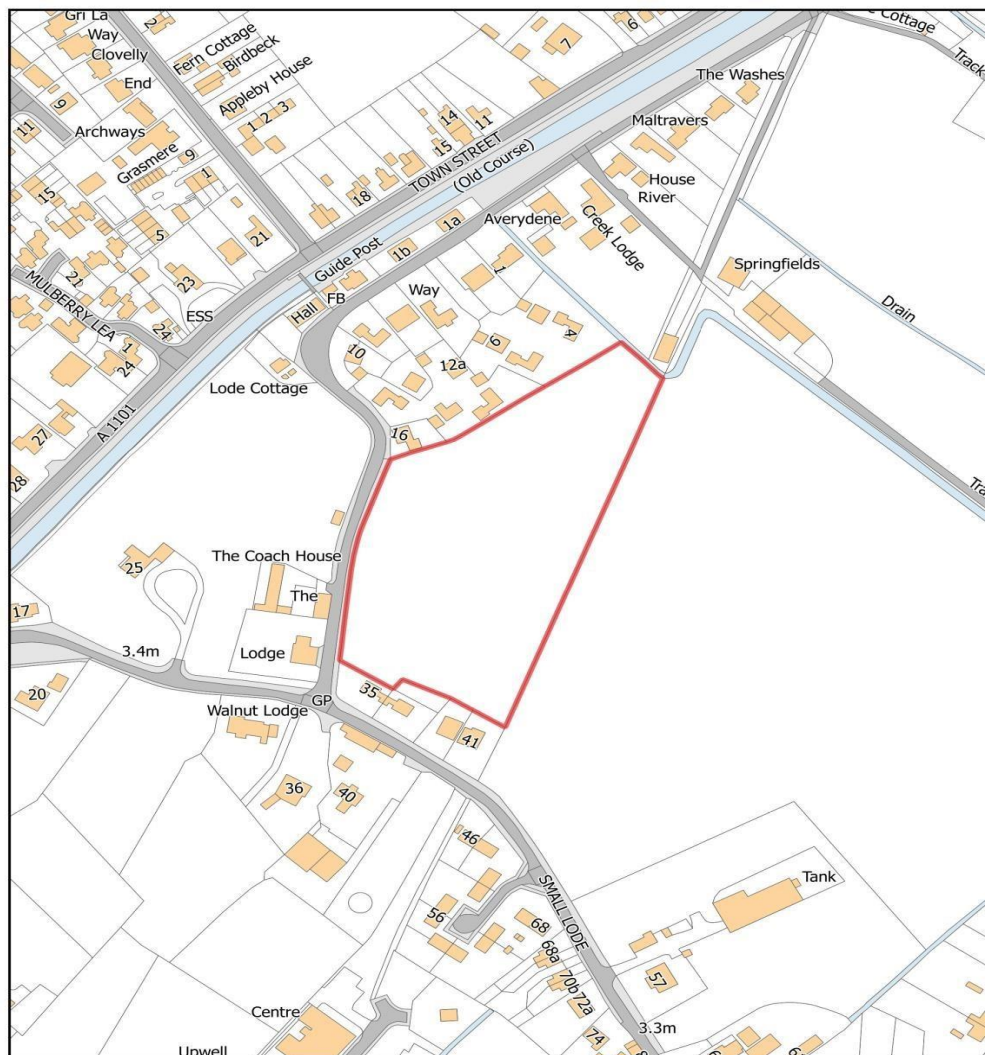 Gri La
Way
Clovelly
End
Archways
Grasmere
Fern Cottage
Birdbeck
Appleby House
2
9
11
1 2 3
9
1
15
5
21
21
23
MULBERRY LEA
1
24
24
ESS
27
28
A 1101
7
6
14
11
15
18
TOWN STREET
(Old Course)
Guide Post
Cottage
Track
The Washes
Maltravers
House
River
Averydene
Creek Lodge
Springfields
Drain
1a
1b
Hall
FB
Way
1
4
6
10
12a
16
Lode Cottage
The Coach House
25
The
17
3.4m
Lodge
20
GP
35
Walnut Lodge
41
36
40
46
56
SMALL LODE
68
68a
70b
72a
74
57
Tank
3.3m
Centre
Upwell